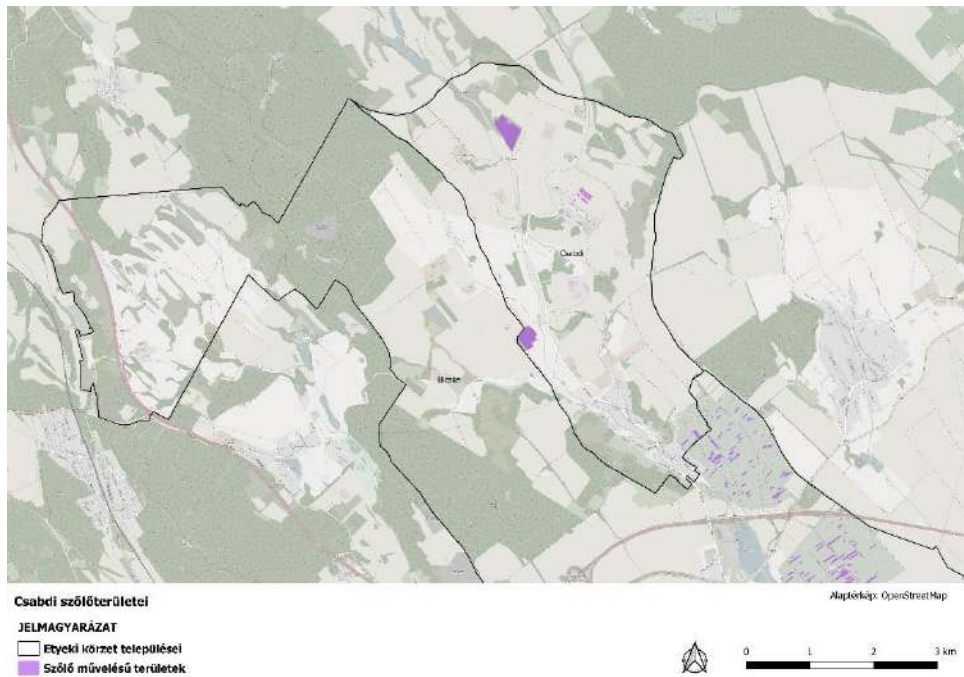 Csabdi
Bicske
Csabdi szőlőterületei
Alaptérkép: OpenStreetMap
JELMAGYARÁZAT
Etyeki körzet települései
Szőlő művelésű területek
0 1 2 3 km